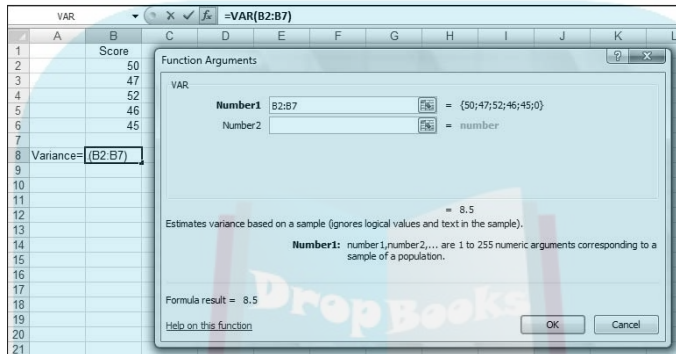 VAR =VAR(B2:B7)
A B C D E F G H I J K L
1 Score
2 50
3 47
4 52
5 46
6 45
7
8 Variance= (B2:B7)
9
10
11
12
13
14
15
16
17
18
19
20
21
Function Arguments
VAR
Number1 B2:B7 = {50;47;52;46;45;0}
Number2 = number
= 8.5
Estimates variance based on a sample (ignores logical values and text in the sample).
Number1: number1,number2,... are 1 to 255 numeric arguments corresponding to a
sample of a population.
Formula result = 8.5
Help on this function OK Cancel
DropBooks